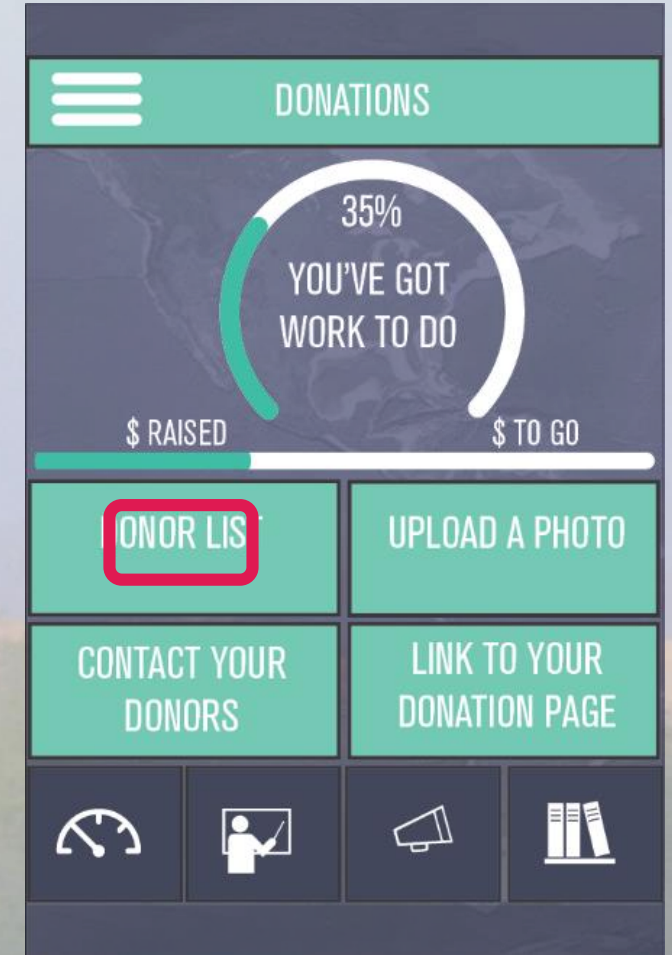 DONATIONS
35%
YOU'VE GOT
WORK TO DO
$ RAISED
$ TO GO
DONOR LIST
UPLOAD A PHOTO
CONTACT YOUR
DONORS
LINK TO YOUR
DONATION PAGE